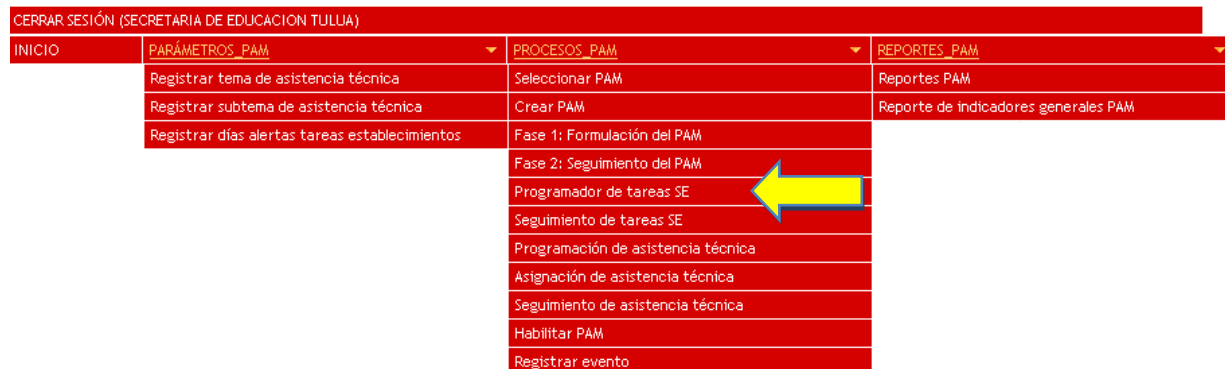 CERRAR SESIÓN (SECRETARIA DE EDUCACION TULUA)
INICIO
PARÁMETROS_PAM
Registrar tema de asistencia técnica
Registrar subtema de asistencia técnica
Registrar días alertas tareas establecimientos
PROCESOS_PAM
Seleccionar PAM
Crear PAM
Fase 1: Formulación del PAM
Fase 2: Seguimiento del PAM
Programador de tareas SE
Seguimiento de tareas SE
Programación de asistencia técnica
Asignación de asistencia técnica
Seguimiento de asistencia técnica
Habilitar PAM
Registrar evento
REPORTES_PAM
Reportes PAM
Reporte de indicadores generales PAM